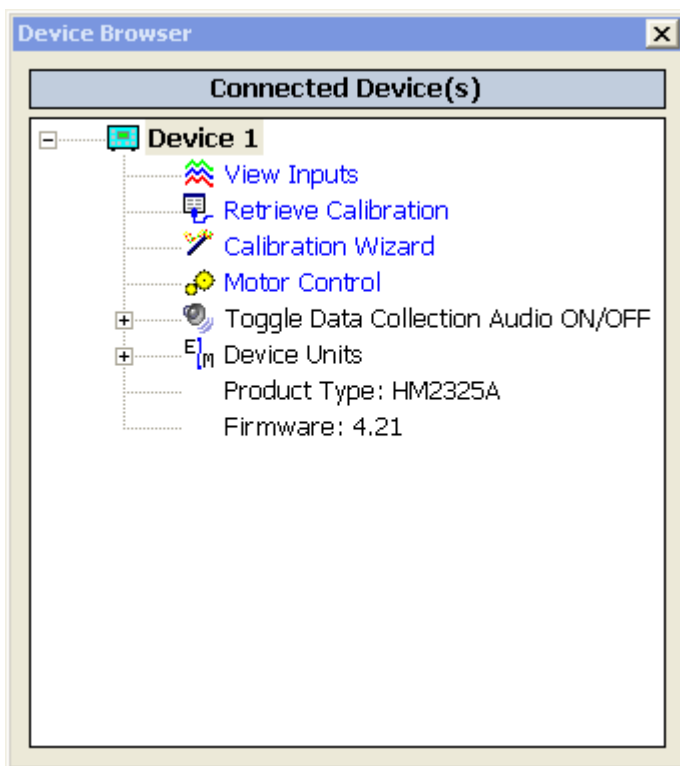 Device Browser
Connected Device(s)
Device 1
View Inputs
Retrieve Calibration
Calibration Wizard
Motor Control
Toggle Data Collection Audio ON/OFF
E M Device Units
Product Type: HM2325A
Firmware: 4.21